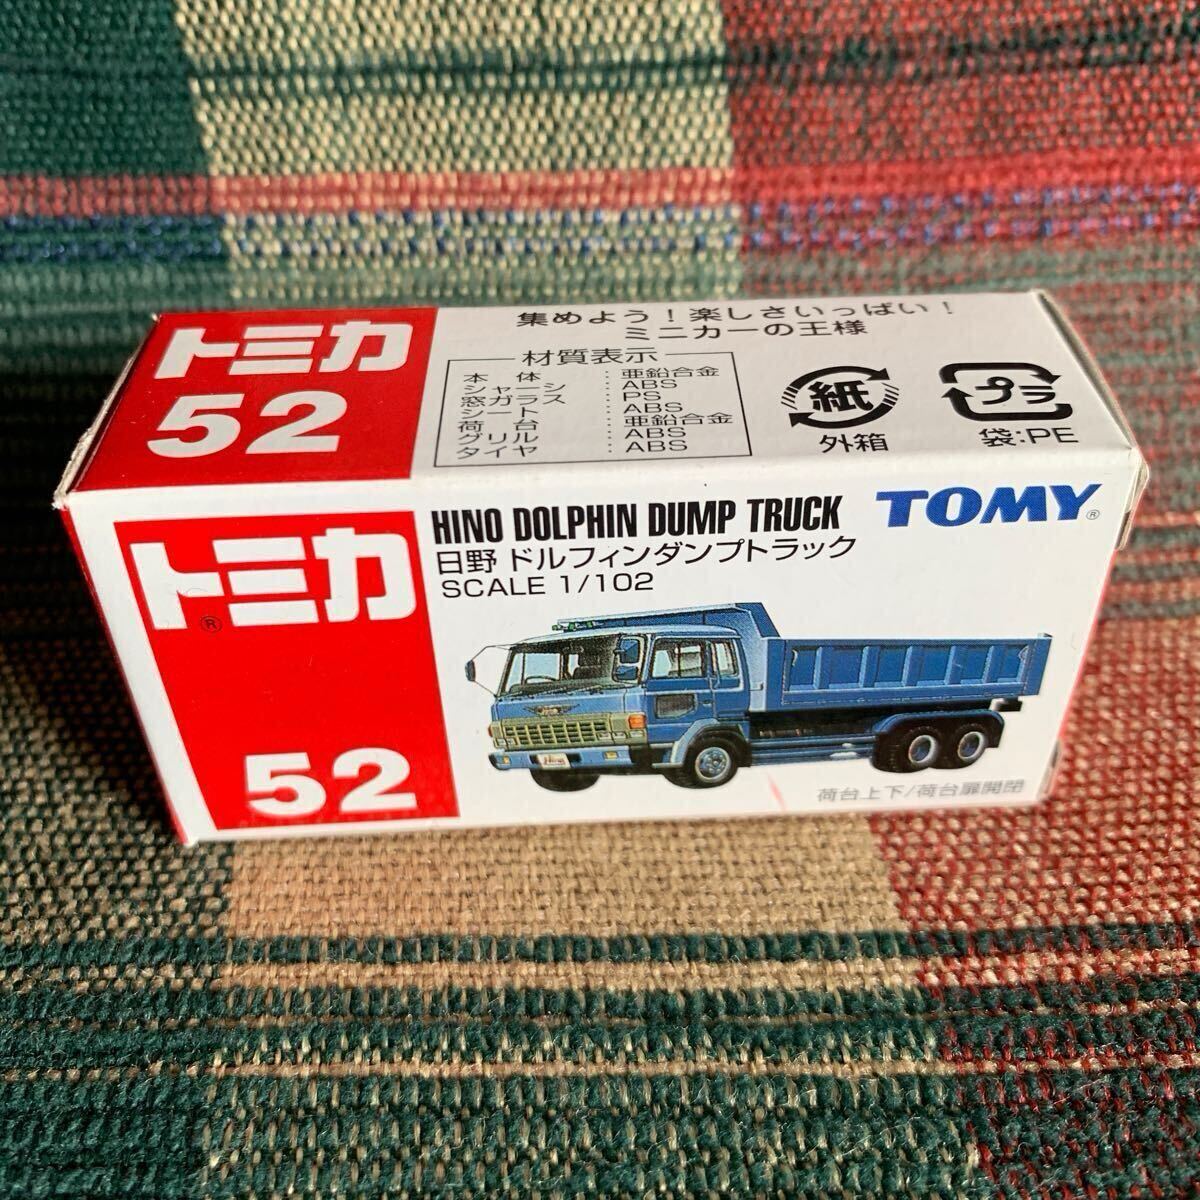 トミカ
52
集めよう！楽しさいっぱい！
ミニカーの王様
材質表示
本体 : 亜鉛合金
シャーシ : ABS
窓ガラス : PS
シート : ABS
荷台 : 亜鉛合金
グリル : ABS
タイヤ : ABS
紙
外箱
プラ
袋:PE
トミカ®
52
HINO DOLPHIN DUMP TRUCK
日野 ドルフィンダンプトラック
SCALE 1/102
TOMY®
Hino
荷台上下/荷台扉開閉